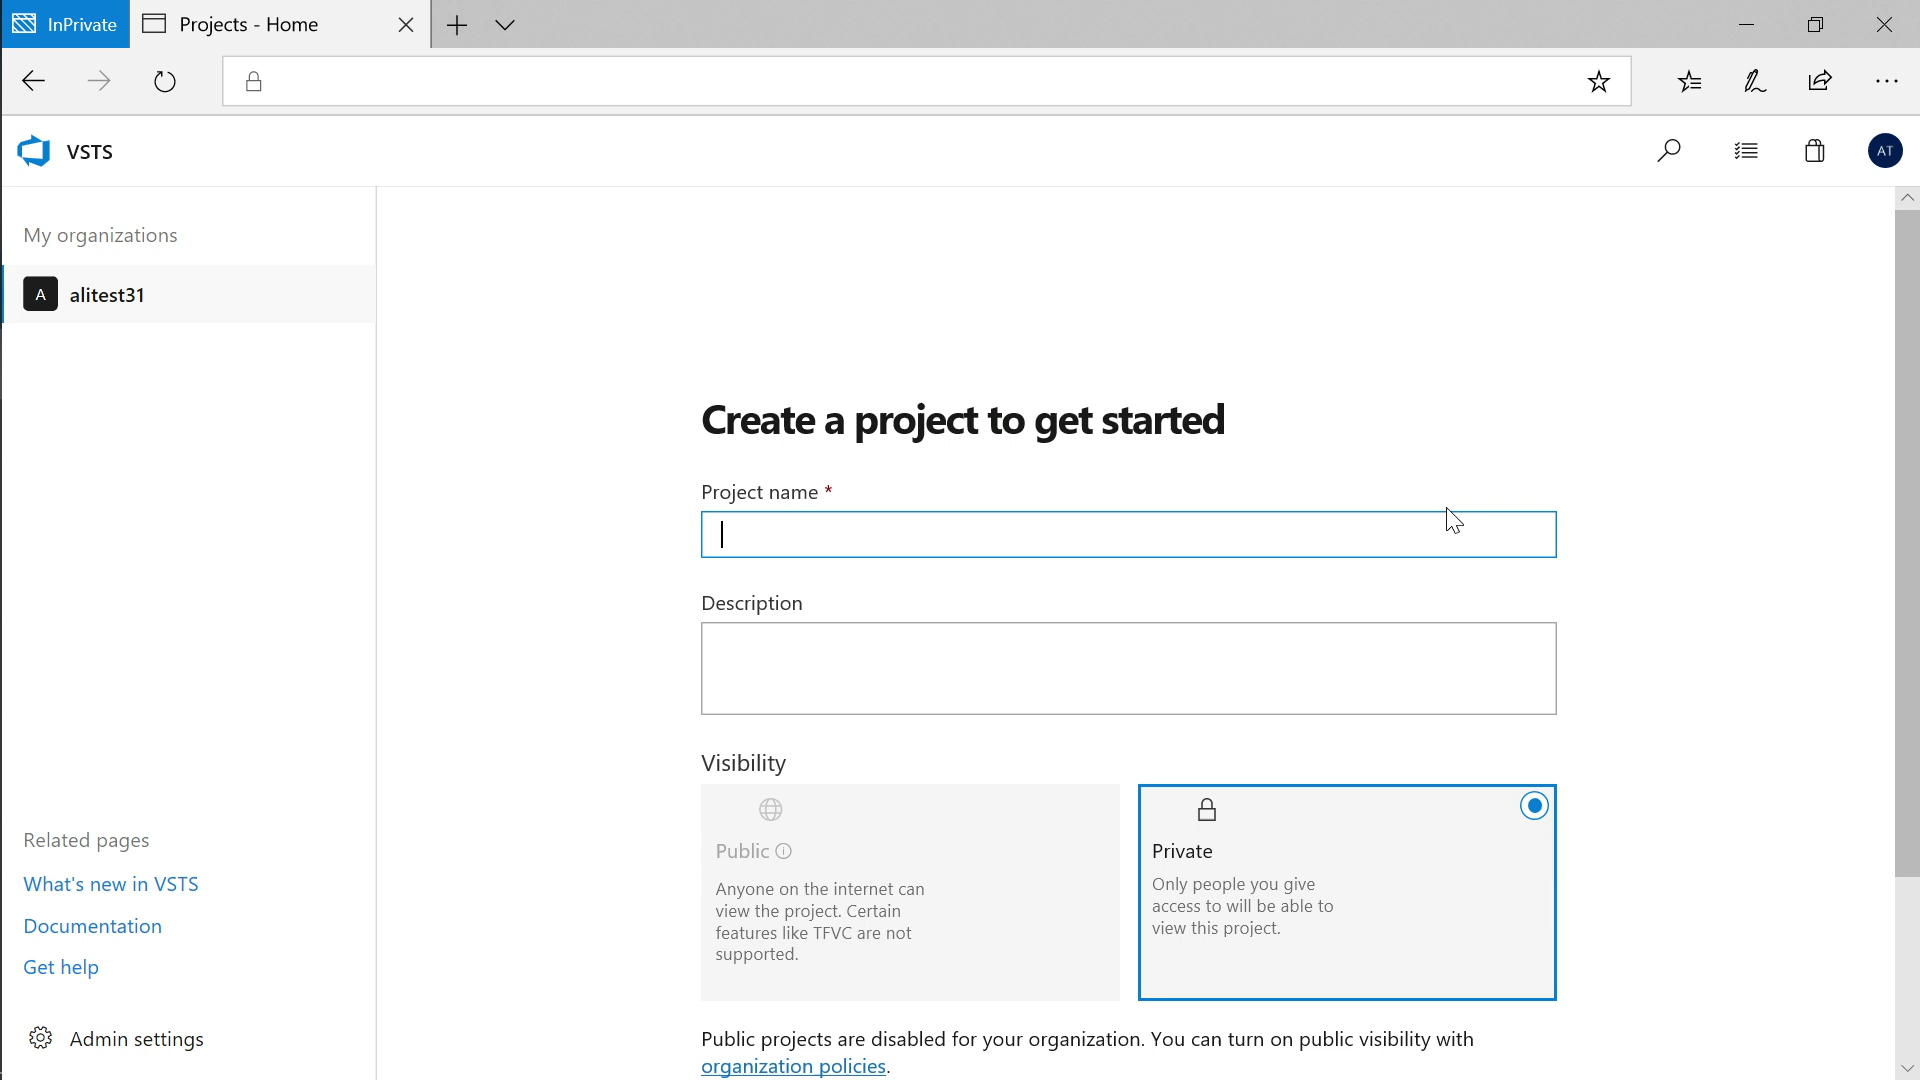 InPrivate
Projects - Home
VSTS
AT
My organizations
A alitest31
Create a project to get started
Project name *
Description
Visibility
Public
Anyone on the internet can
view the project. Certain
features like TFVC are not
supported.
Private
Only people you give
access to will be able to
view this project.
Public projects are disabled for your organization. You can turn on public visibility with
organization policies.
Related pages
What's new in VSTS
Documentation
Get help
Admin settings